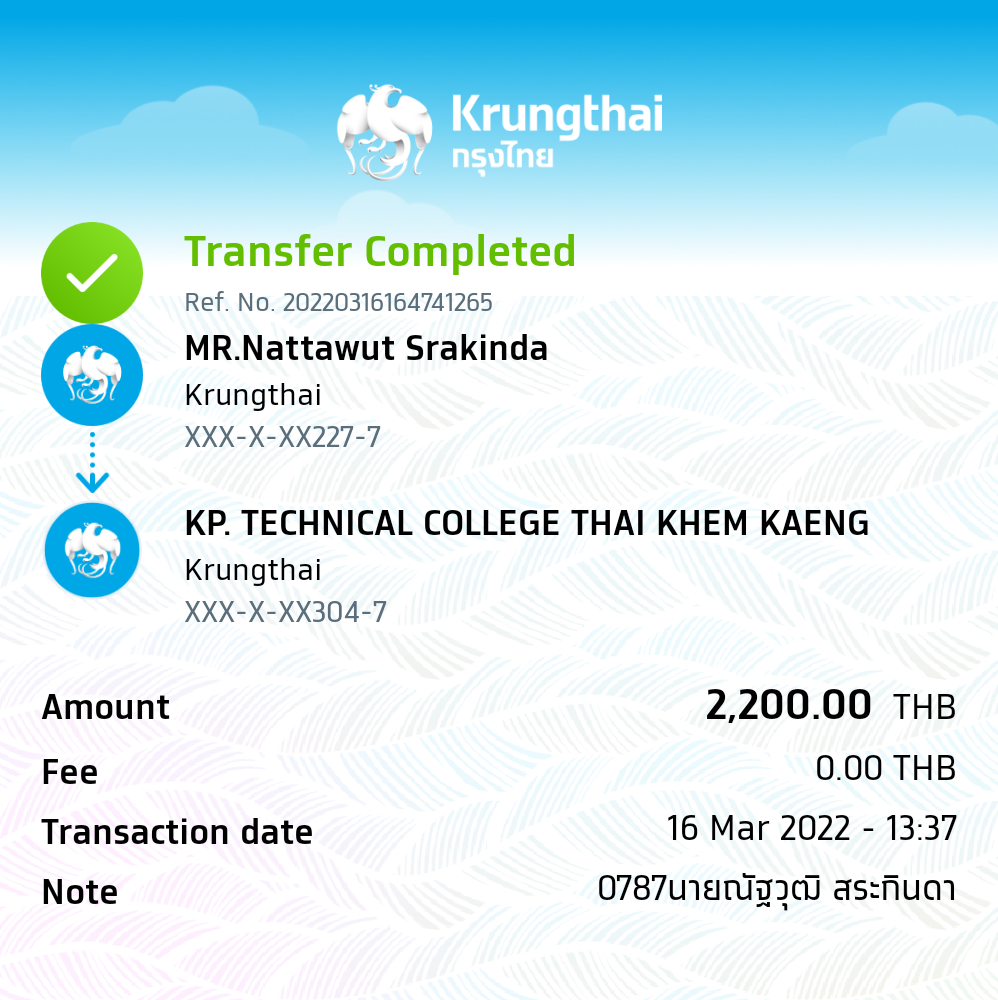 Krungthai
กรุงไทย
Transfer Completed
Ref. No. 20220316164741265
MR.Nattawut Srakinda
Krungthai
XXX-X-XX227-7
KP. TECHNICAL COLLEGE THAI KHEM KAENG
Krungthai
XXX-X-XX304-7
Amount 2,200.00 THB
Fee 0.00 THB
Transaction date 16 Mar 2022 - 13:37
Note 0787นายณัฐวุฒิ สระกินดา